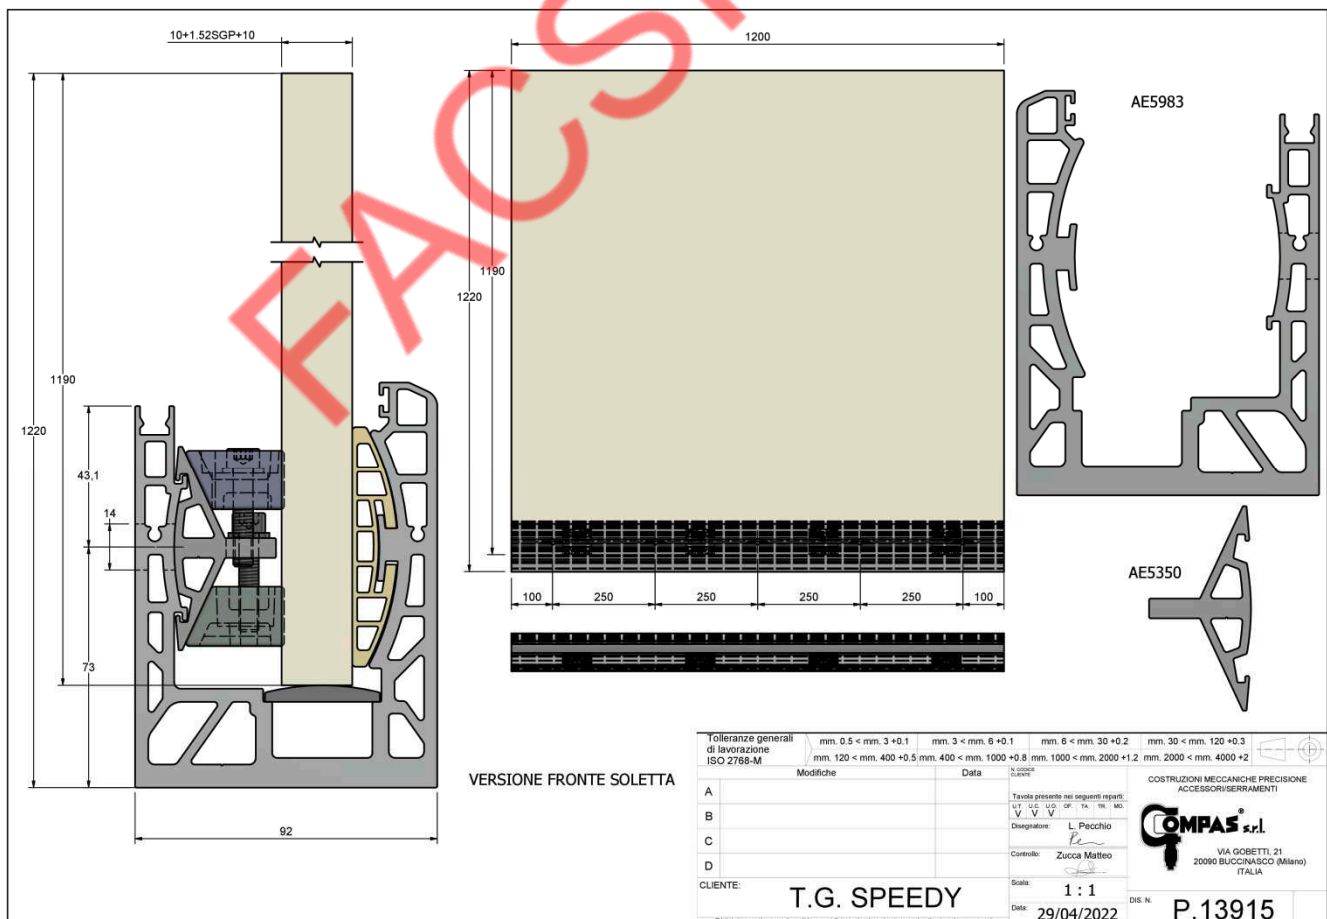 10+1.52SGP+10
1200
AE5983
1190
1220
1190
1220
43,1
14
73
92
FACS
100
250
250
250
250
100
AE5350
VERSIONE FRONTE SOLETTA
Tolleranze generali
di lavorazione
ISO 2768-M
mm. 0.5 < mm. 3 +0.1
mm. 3 < mm. 6 +0.1
mm. 6 < mm. 30 +0.2
mm. 30 < mm. 120 +0.3
mm. 120 < mm. 400 +0.5
mm. 400 < mm. 1000 +0.8
mm. 1000 < mm. 2000 +1.2
mm. 2000 < mm. 4000 +2
Modifiche
Data
A
B
C
D
N. CODICE
CLIENTE
Tavola presente nei seguenti reparti:
U.T. U.C. U.Q. OF. TA. TR. MO.
V V V
Disegnatore: L. Pecchio
Controllo: Zucca Matteo
Scala: 1 : 1
Data: 29/04/2022
CLIENTE:
T.G. SPEEDY
COSTRUZIONI MECCANICHE PRECISIONE
ACCESSORI/SERRAMENTI
COMPAS® s.r.l.
VIA GOBETTI, 21
20090 BUCCINASCO (Milano)
ITALIA
DIS. N. P.13915